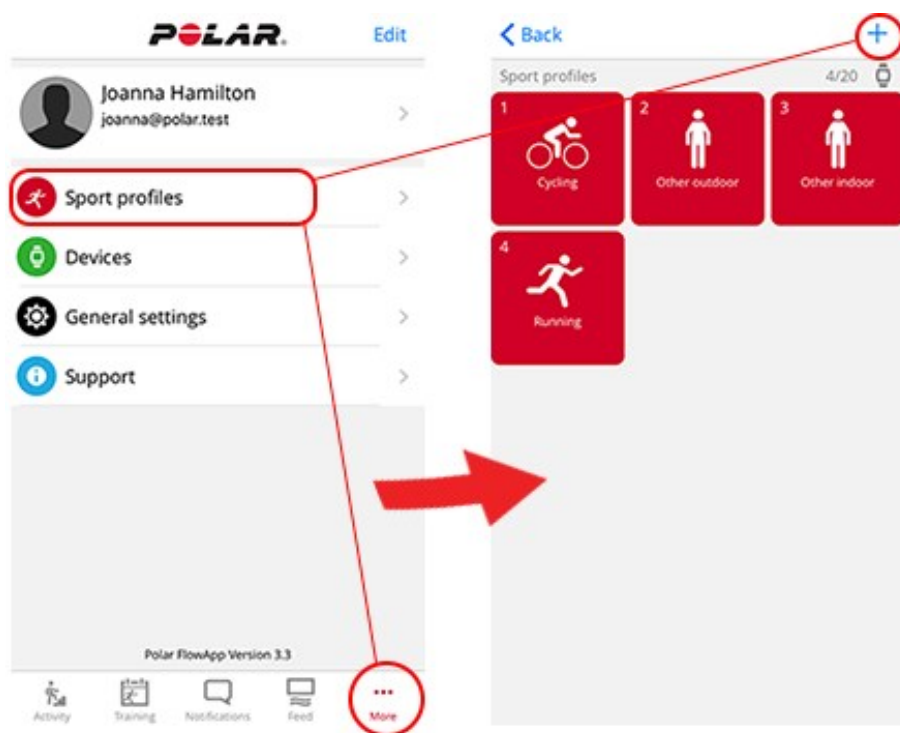 POLAR.
Edit
Joanna Hamilton
joanna@polar.test
Sport profiles
Devices
General settings
Support
Polar FlowApp Version 3.3
Activity
Training
Notifications
Feed
More
Back
Sport profiles
4/20
1
Cycling
2
Other outdoor
3
Other indoor
4
Running